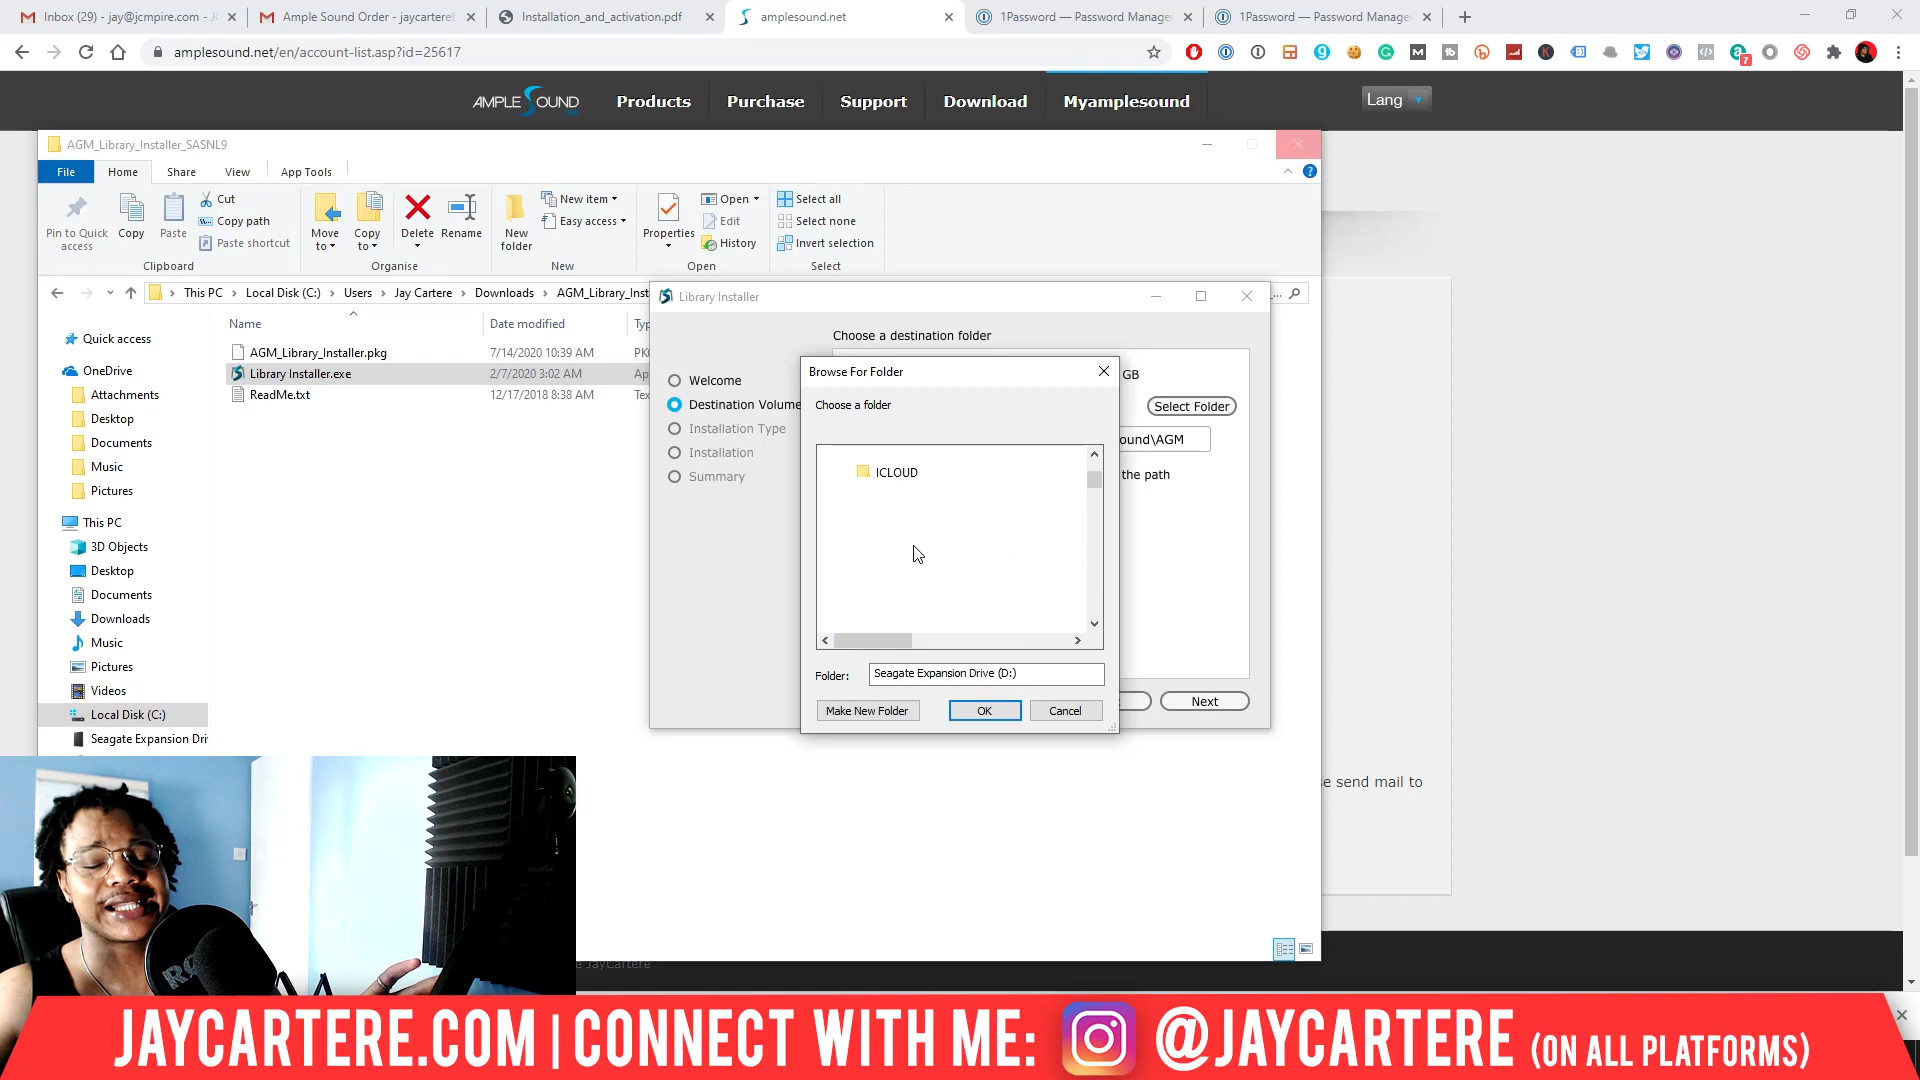 Inbox (29) - jay@jcmpire.com - J
Ample Sound Order - jaycartereb
Installation_and_activation.pdf
amplesound.net
1Password — Password Manage
1Password — Password Manage
amplesound.net/en/account-list.asp?id=25617
AMPLE SOUND
Products
Purchase
Support
Download
Myamplesound
Lang
AGM_Library_Installer_SASNL9
File
Home
Share
View
App Tools
Pin to Quick access
Copy
Paste
Cut
Copy path
Paste shortcut
Clipboard
Move to
Copy to
Delete
Rename
Organise
New folder
New item
Easy access
New
Properties
Open
Edit
History
Open
Select all
Select none
Invert selection
Select
This PC > Local Disk (C:) > Users > Jay Cartere > Downloads > AGM_Library_Inst
Name
Date modified
Ty
AGM_Library_Installer.pkg 7/14/2020 10:39 AM PK
Library Installer.exe 2/7/2020 3:02 AM Ap
ReadMe.txt 12/17/2018 8:38 AM Te
Quick access
OneDrive
Attachments
Desktop
Documents
Music
Pictures
This PC
3D Objects
Desktop
Documents
Downloads
Music
Pictures
Videos
Local Disk (C:)
Seagate Expansion Dri
Library Installer
Choose a destination folder
Welcome
Destination Volume
Installation Type
Installation
Summary
GB
Select Folder
ound\AGM
the path
Next
Browse For Folder
Choose a folder
ICLOUD
Folder:
Seagate Expansion Drive (D:)
Make New Folder
OK
Cancel
e send mail to
JayCartere
JAYCARTERE.COM | CONNECT WITH ME: @JAYCARTERE (ON ALL PLATFORMS)